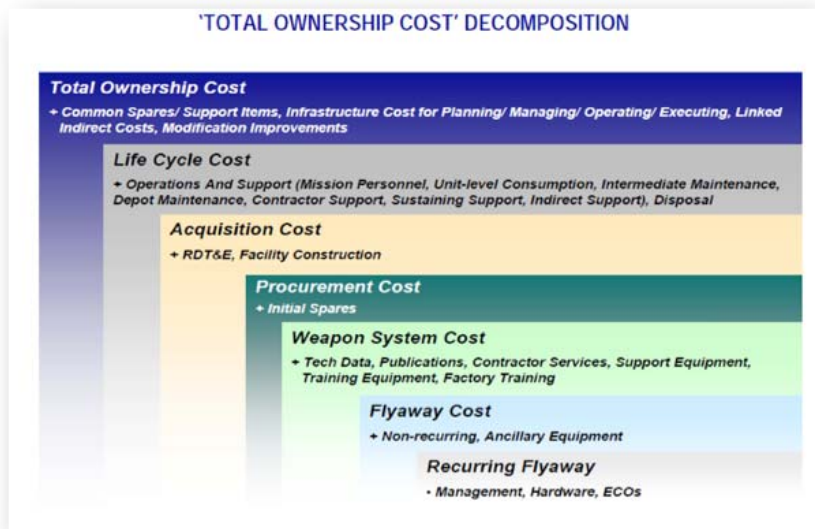 'TOTAL OWNERSHIP COST' DECOMPOSITION
Total Ownership Cost
+ Common Spares/ Support Items, Infrastructure Cost for Planning/ Managing/ Operating/ Executing, Linked
Indirect Costs, Modification Improvements
Life Cycle Cost
+ Operations And Support (Mission Personnel, Unit-level Consumption, Intermediate Maintenance,
Depot Maintenance, Contractor Support, Sustaining Support, Indirect Support), Disposal
Acquisition Cost
+ RDT&E, Facility Construction
Procurement Cost
+ Initial Spares
Weapon System Cost
+ Tech Data, Publications, Contractor Services, Support Equipment,
Training Equipment, Factory Training
Flyaway Cost
+ Non-recurring, Ancillary Equipment
Recurring Flyaway
• Management, Hardware, ECOs